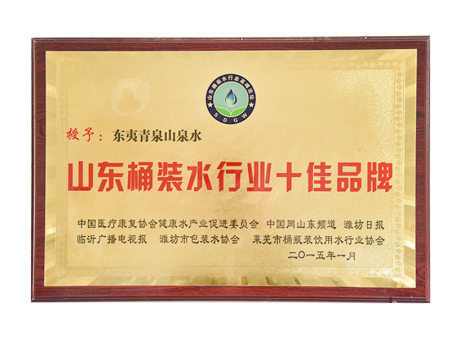 SDGW
授予：东夷青泉山泉水
山东桶装水行业十佳品牌
中国医疗康复协会健康水产业促进委员会 中国网山东频道 潍坊日报
临沂广播电视报 潍坊市包装水协会 莱芜市桶瓶装饮用水行业协会
二〇一五年一月